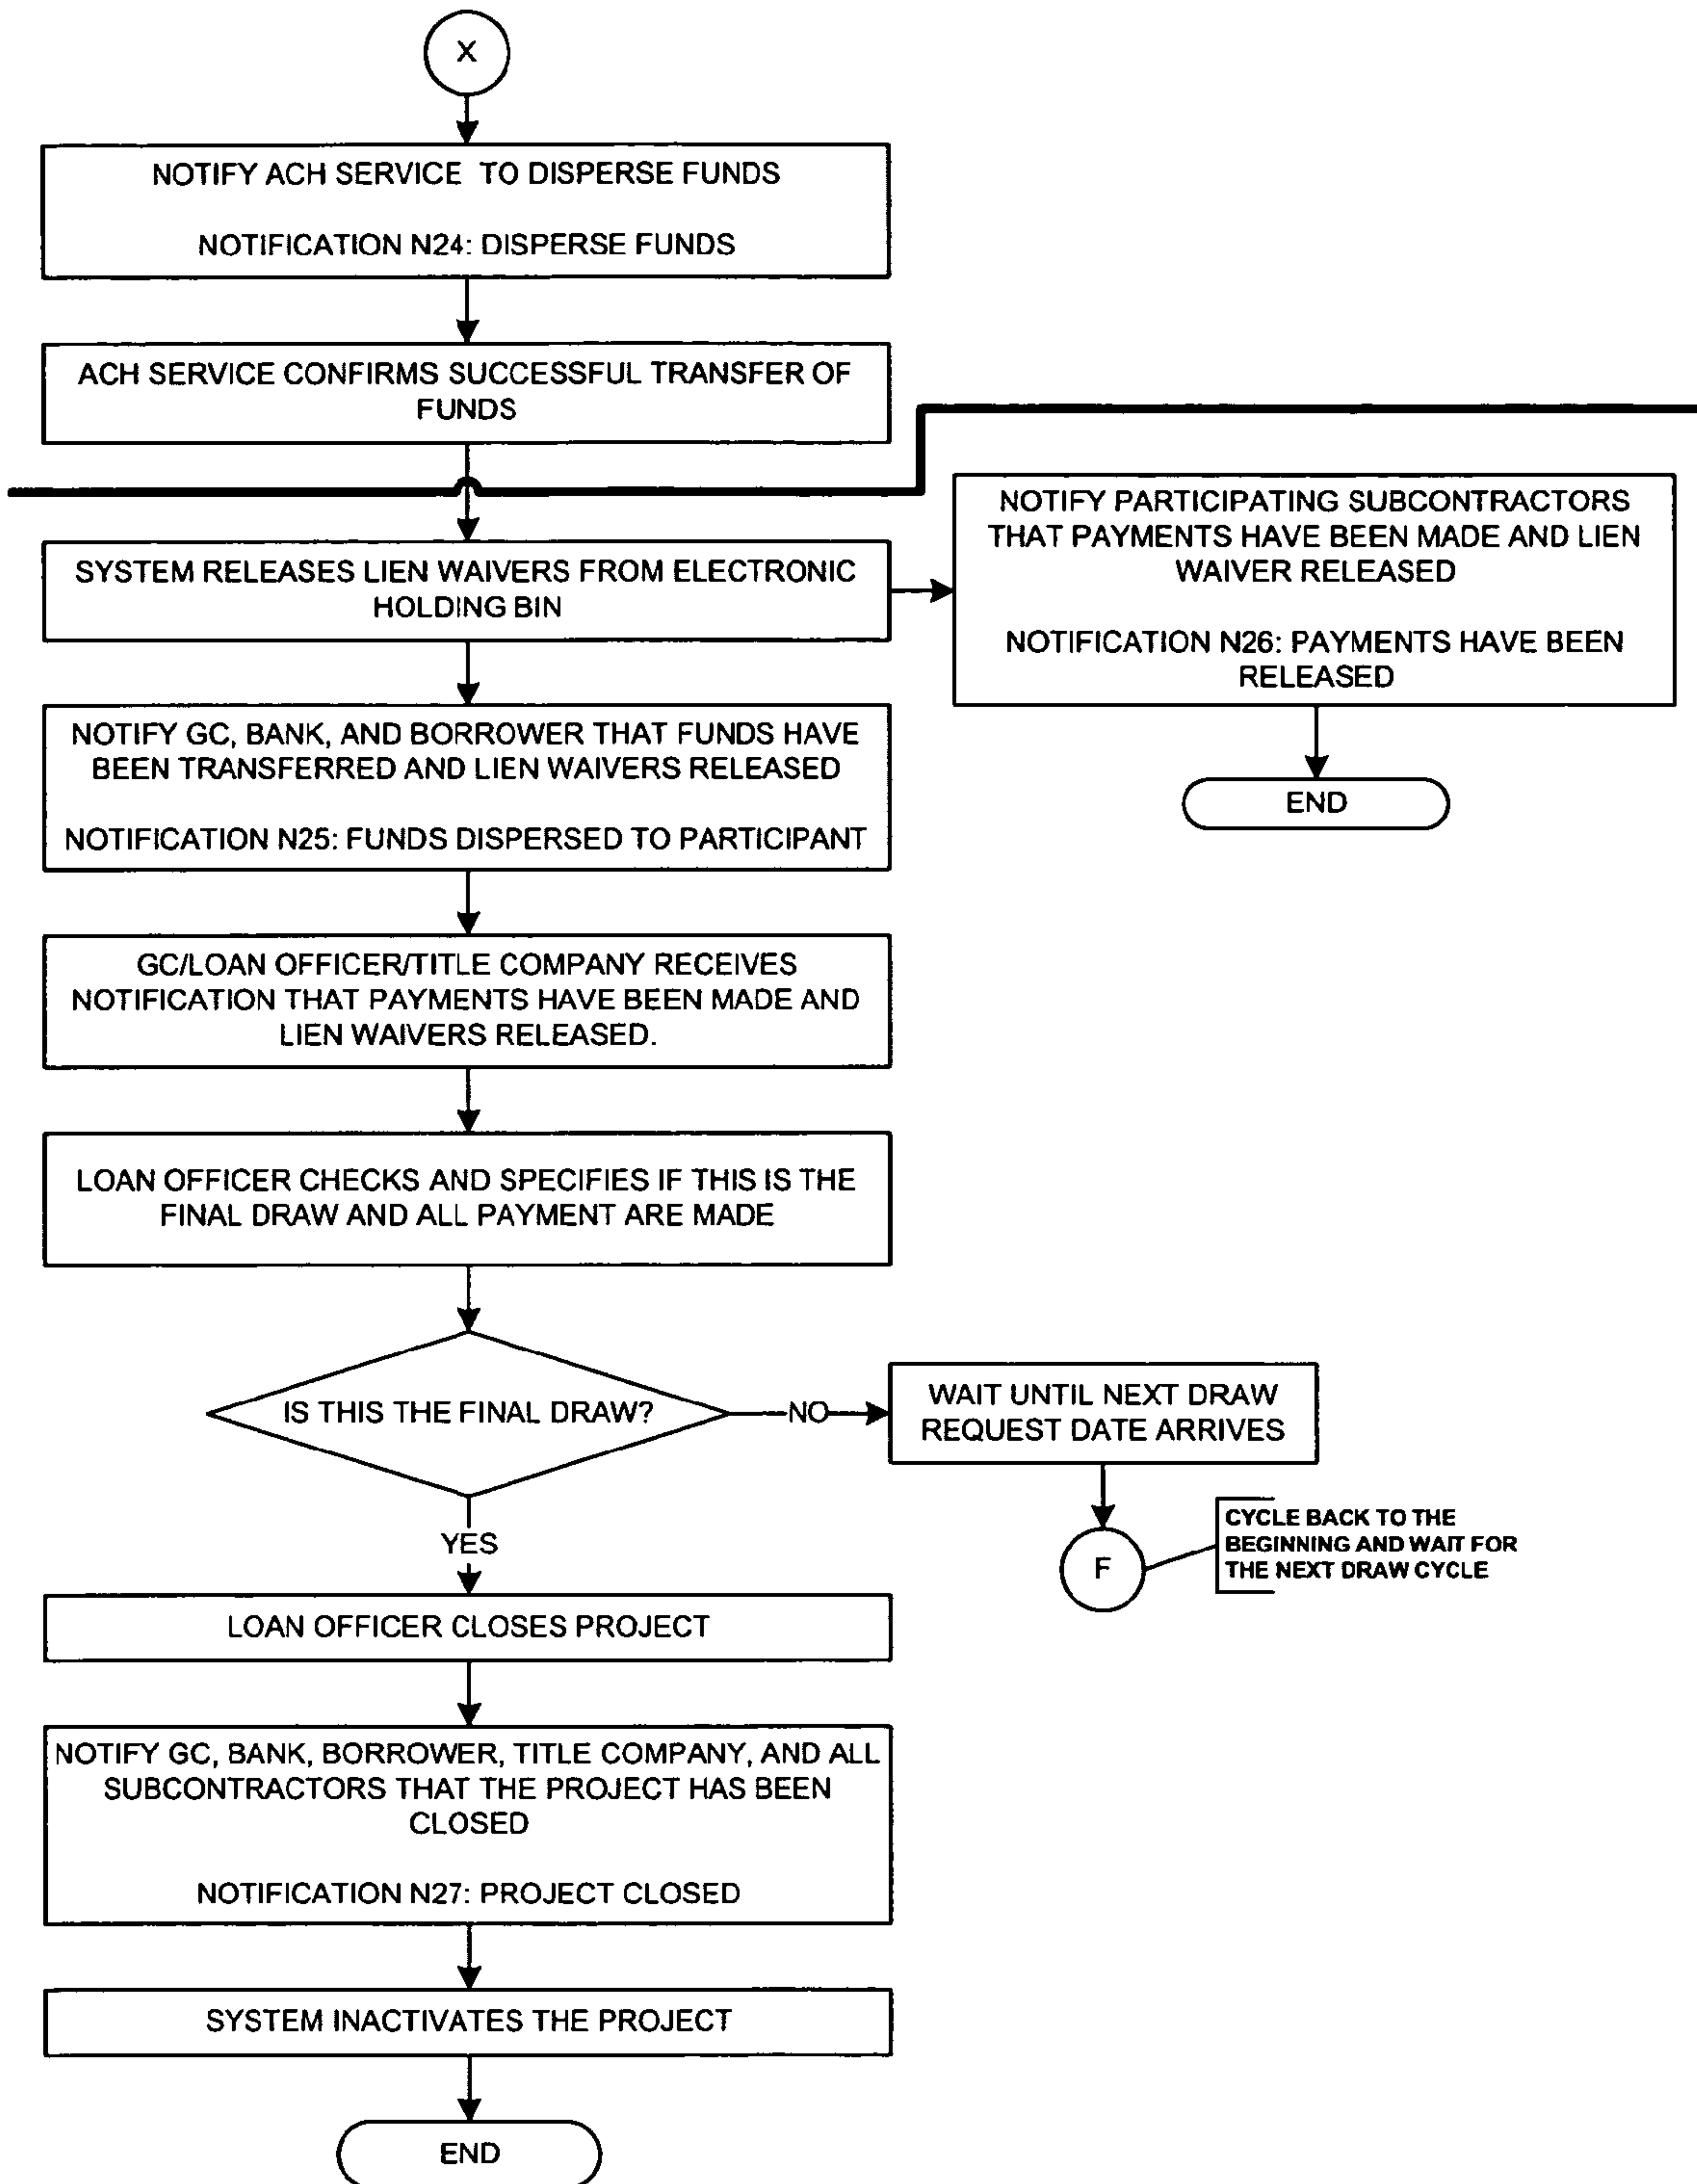 X
NOTIFY ACH SERVICE TO DISPERSE FUNDS
NOTIFICATION N24: DISPERSE FUNDS
ACH SERVICE CONFIRMS SUCCESSFUL TRANSFER OF
FUNDS
SYSTEM RELEASES LIEN WAIVERS FROM ELECTRONIC
HOLDING BIN
NOTIFY PARTICIPATING SUBCONTRACTORS
THAT PAYMENTS HAVE BEEN MADE AND LIEN
WAIVER RELEASED
NOTIFICATION N26: PAYMENTS HAVE BEEN
RELEASED
END
NOTIFY GC, BANK, AND BORROWER THAT FUNDS HAVE
BEEN TRANSFERRED AND LIEN WAIVERS RELEASED
NOTIFICATION N25: FUNDS DISPERSED TO PARTICIPANT
GC/LOAN OFFICER/TITLE COMPANY RECEIVES
NOTIFICATION THAT PAYMENTS HAVE BEEN MADE AND
LIEN WAIVERS RELEASED.
LOAN OFFICER CHECKS AND SPECIFIES IF THIS IS THE
FINAL DRAW AND ALL PAYMENT ARE MADE
IS THIS THE FINAL DRAW?
NO
WAIT UNTIL NEXT DRAW
REQUEST DATE ARRIVES
F
CYCLE BACK TO THE
BEGINNING AND WAIT FOR
THE NEXT DRAW CYCLE
YES
LOAN OFFICER CLOSES PROJECT
NOTIFY GC, BANK, BORROWER, TITLE COMPANY, AND ALL
SUBCONTRACTORS THAT THE PROJECT HAS BEEN
CLOSED
NOTIFICATION N27: PROJECT CLOSED
SYSTEM INACTIVATES THE PROJECT
END